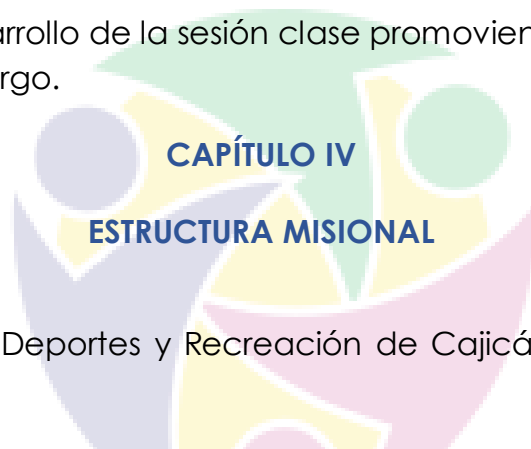 arrollo de la sesión clase promovien
rgo.
CAPÍTULO IV
ESTRUCTURA MISIONAL
Deportes y Recreación de Cajicá